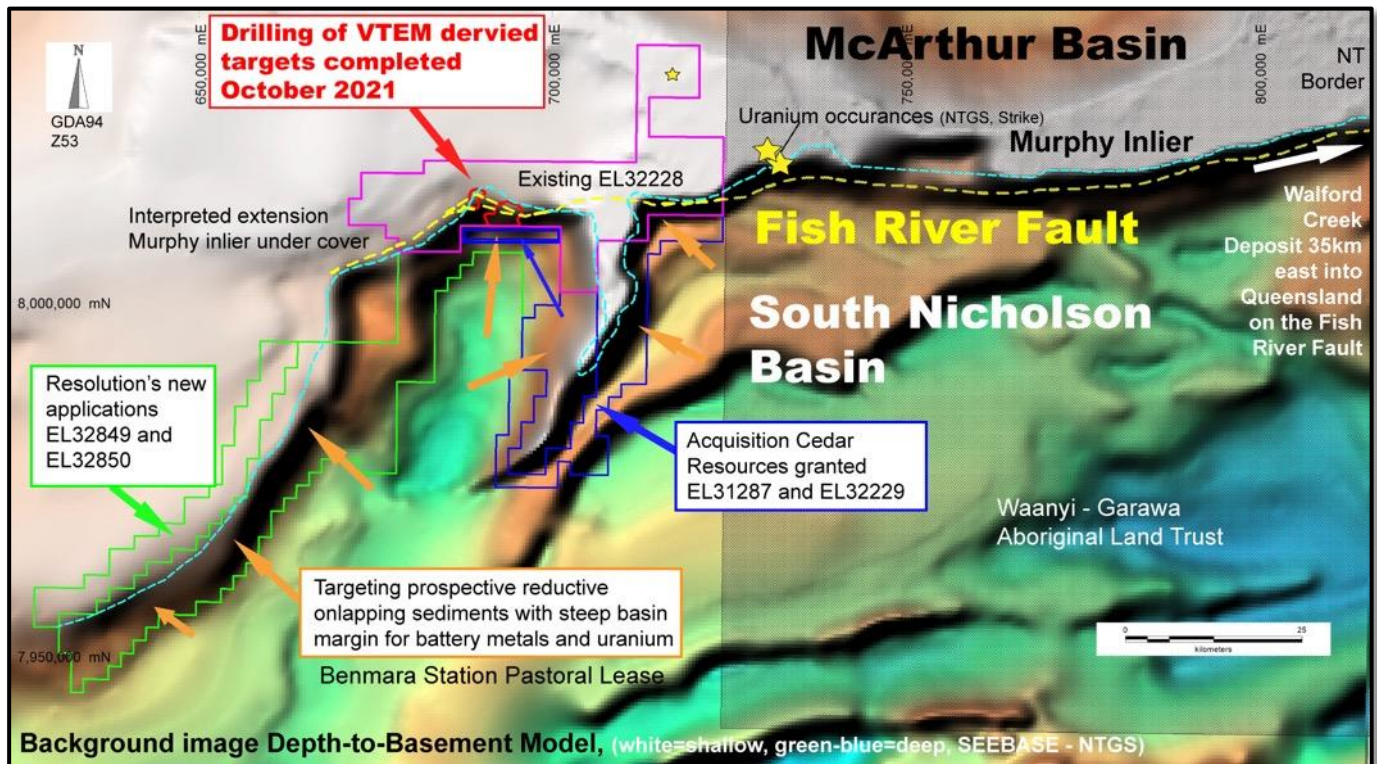 McArthur Basin
Drilling of VTEM dervied
targets completed
October 2021
N
GDA94
Z53
650,000 mE
700,000 mE
750,000 mE
800,000 mE
NT
Border
Uranium occurances (NTGS, Strike)
Murphy Inlier
Existing EL32228
Interpreted extension
Murphy inlier under cover
Fish River Fault
Walford
Creek
Deposit 35km
east into
Queensland
on the Fish
River Fault
8,000,000 mN
South Nicholson
Basin
Resolution's new
applications
EL32849 and
EL32850
Acquisition Cedar
Resources granted
EL31287 and EL32229
Waanyi - Garawa
Aboriginal Land Trust
Targeting prospective reductive
onlapping sediments with steep basin
margin for battery metals and uranium
0
25
kilometers
7,950,000 mN
Benmara Station Pastoral Lease
Background image Depth-to-Basement Model, (white=shallow, green-blue=deep, SEEBASE - NTGS)